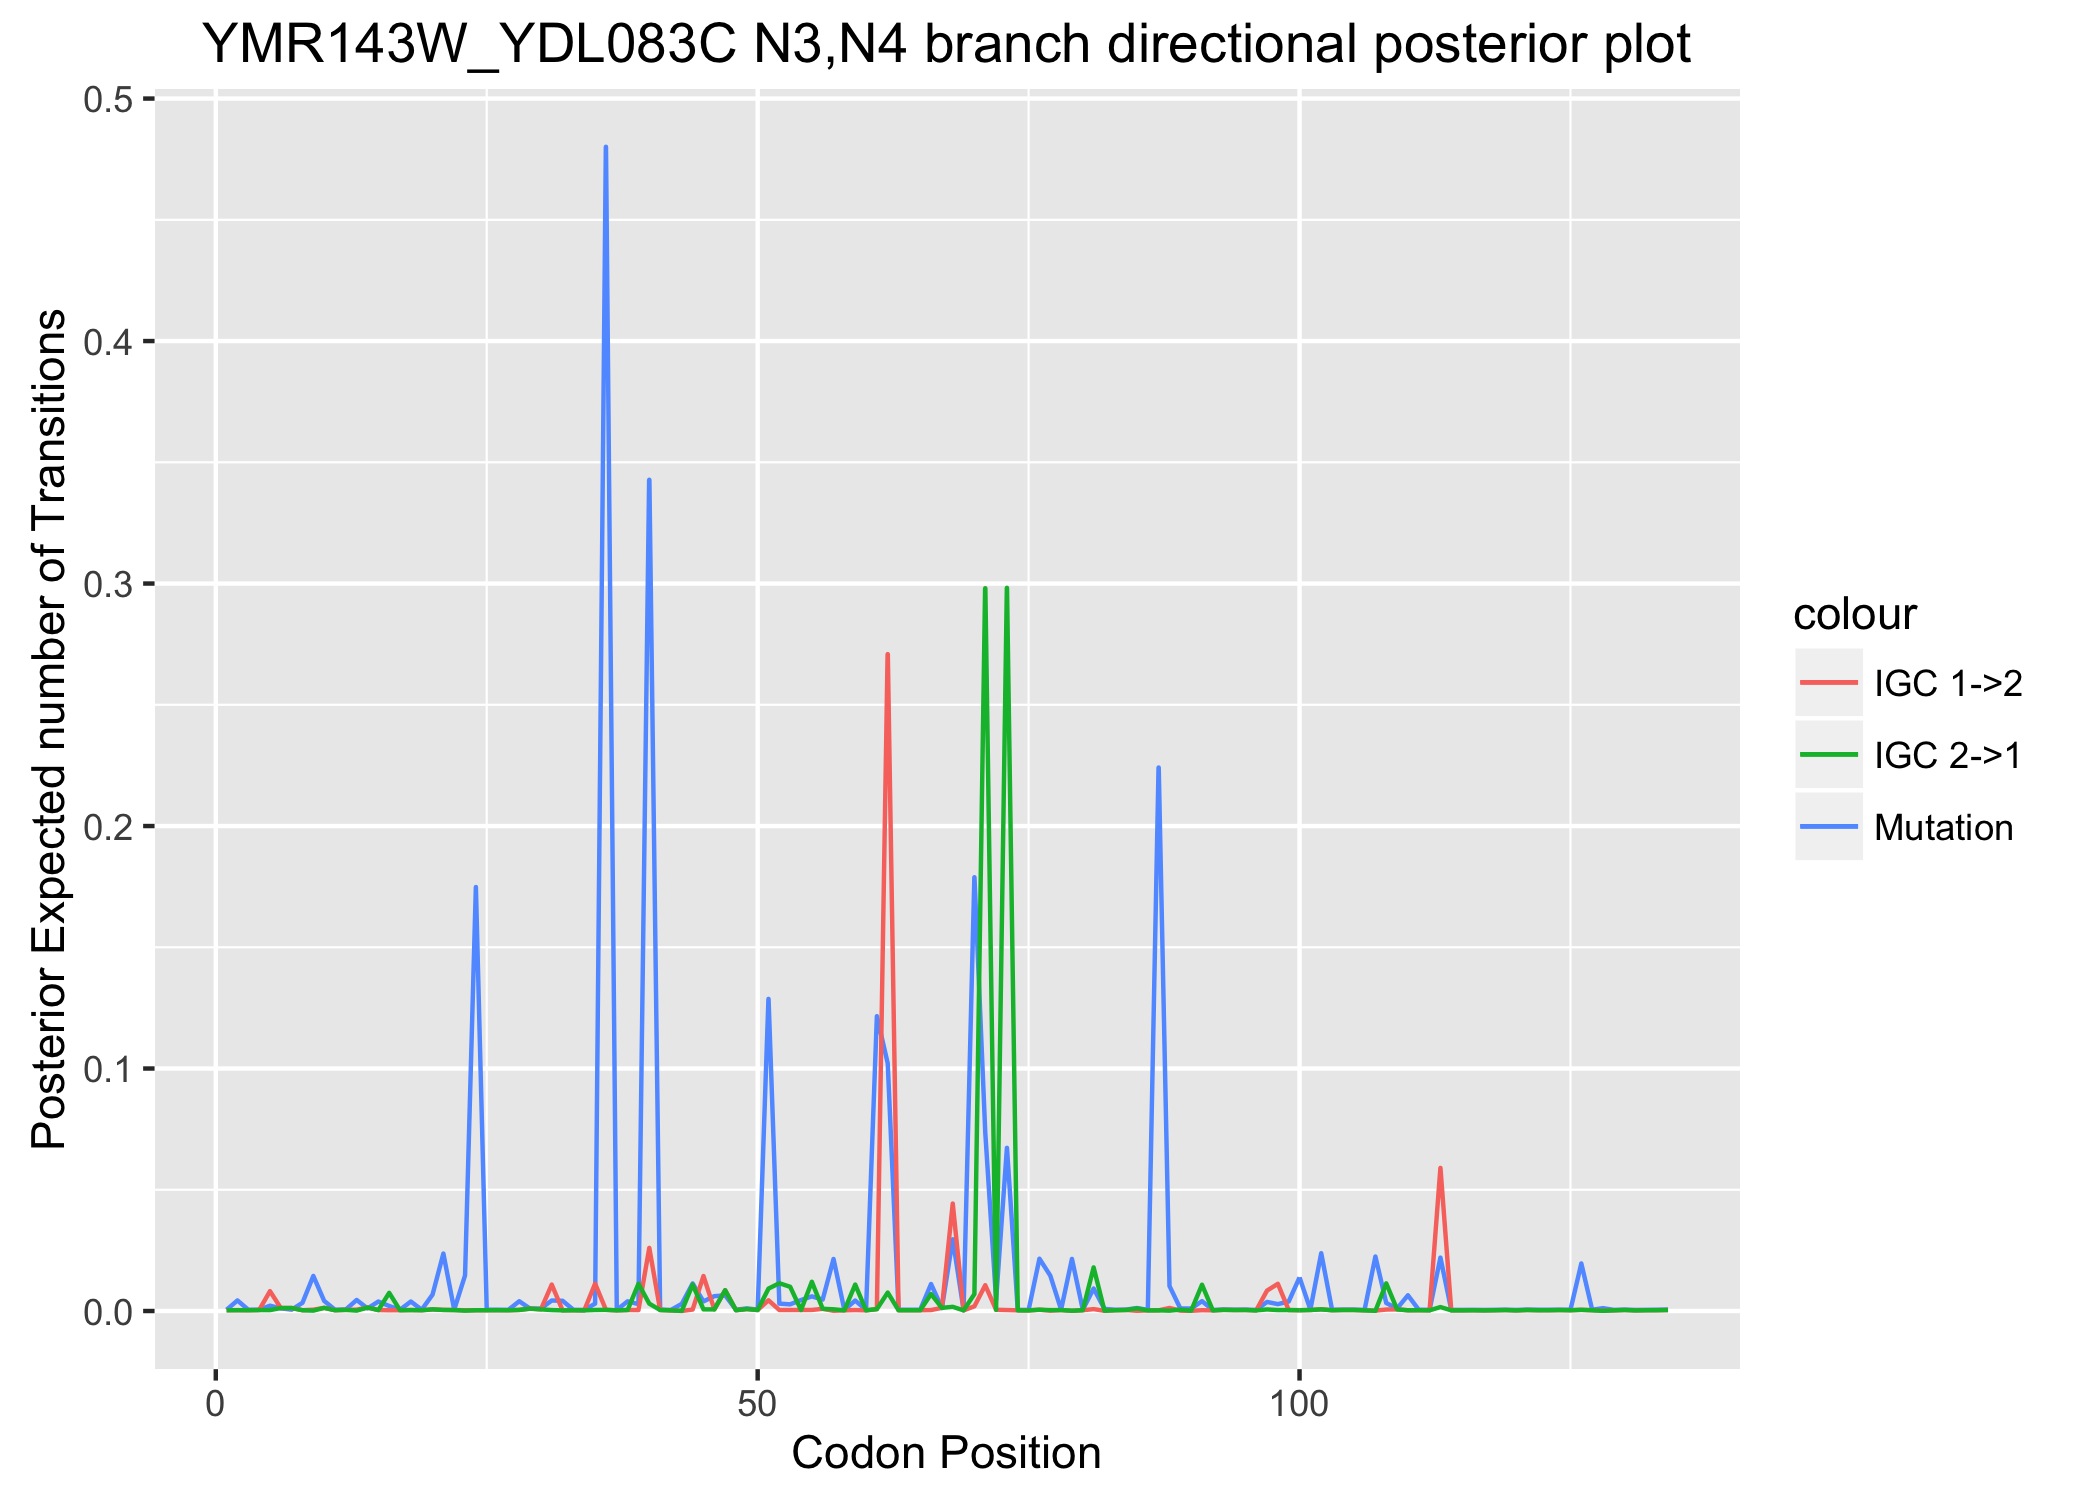 YMR143W_YDL083C N3,N4 branch directional posterior plot
Posterior Expected number of Transitions
0.5
0.4
0.3
0.2
0.1
0.0
0
50
100
Codon Position
colour
IGC 1->2
IGC 2->1
Mutation